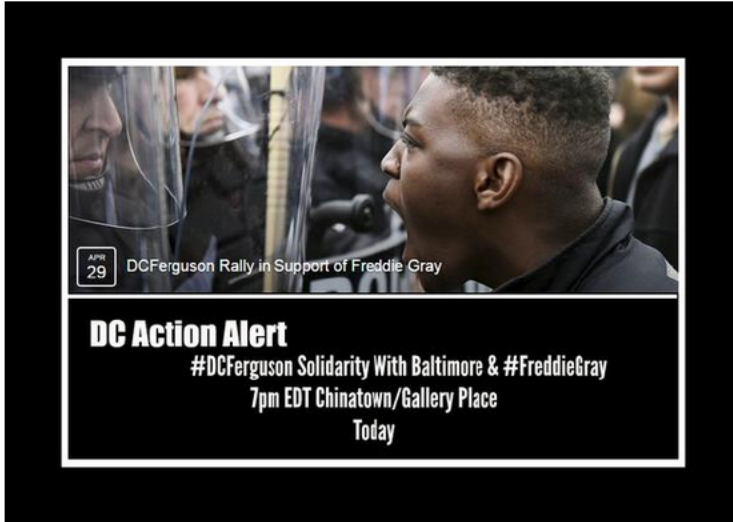 APR
29
DCFerguson Rally in Support of Freddie Gray
DC Action Alert
#DCFerguson Solidarity With Baltimore & #FreddieGray
7pm EDT Chinatown/Gallery Place
Today